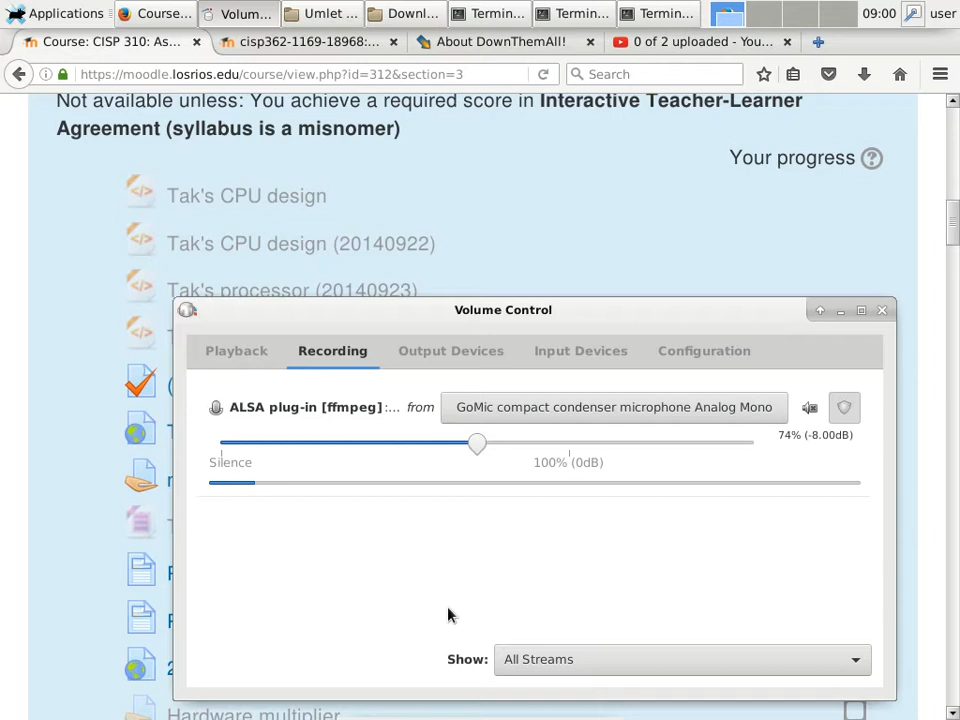 Applications
Course...
Volum...
Umlet ...
Downl...
Termin...
Termin...
Termin...
09:00
user
Course: CISP 310: As...
cisp362-1169-18968:...
About DownThemAll!
0 of 2 uploaded - You...
https://moodle.losrios.edu/course/view.php?id=312&section=3
Search
Not available unless: You achieve a required score in Interactive Teacher-Learner
Agreement (syllabus is a misnomer)
Your progress
Tak's CPU design
Tak's CPU design (20140922)
Tak's processor (20140923)
Volume Control
Playback
Recording
Output Devices
Input Devices
Configuration
ALSA plug-in [ffmpeg]:... from
GoMic compact condenser microphone Analog Mono
74% (-8.00dB)
Silence
100% (0dB)
Show:
All Streams
Hardware multiplier